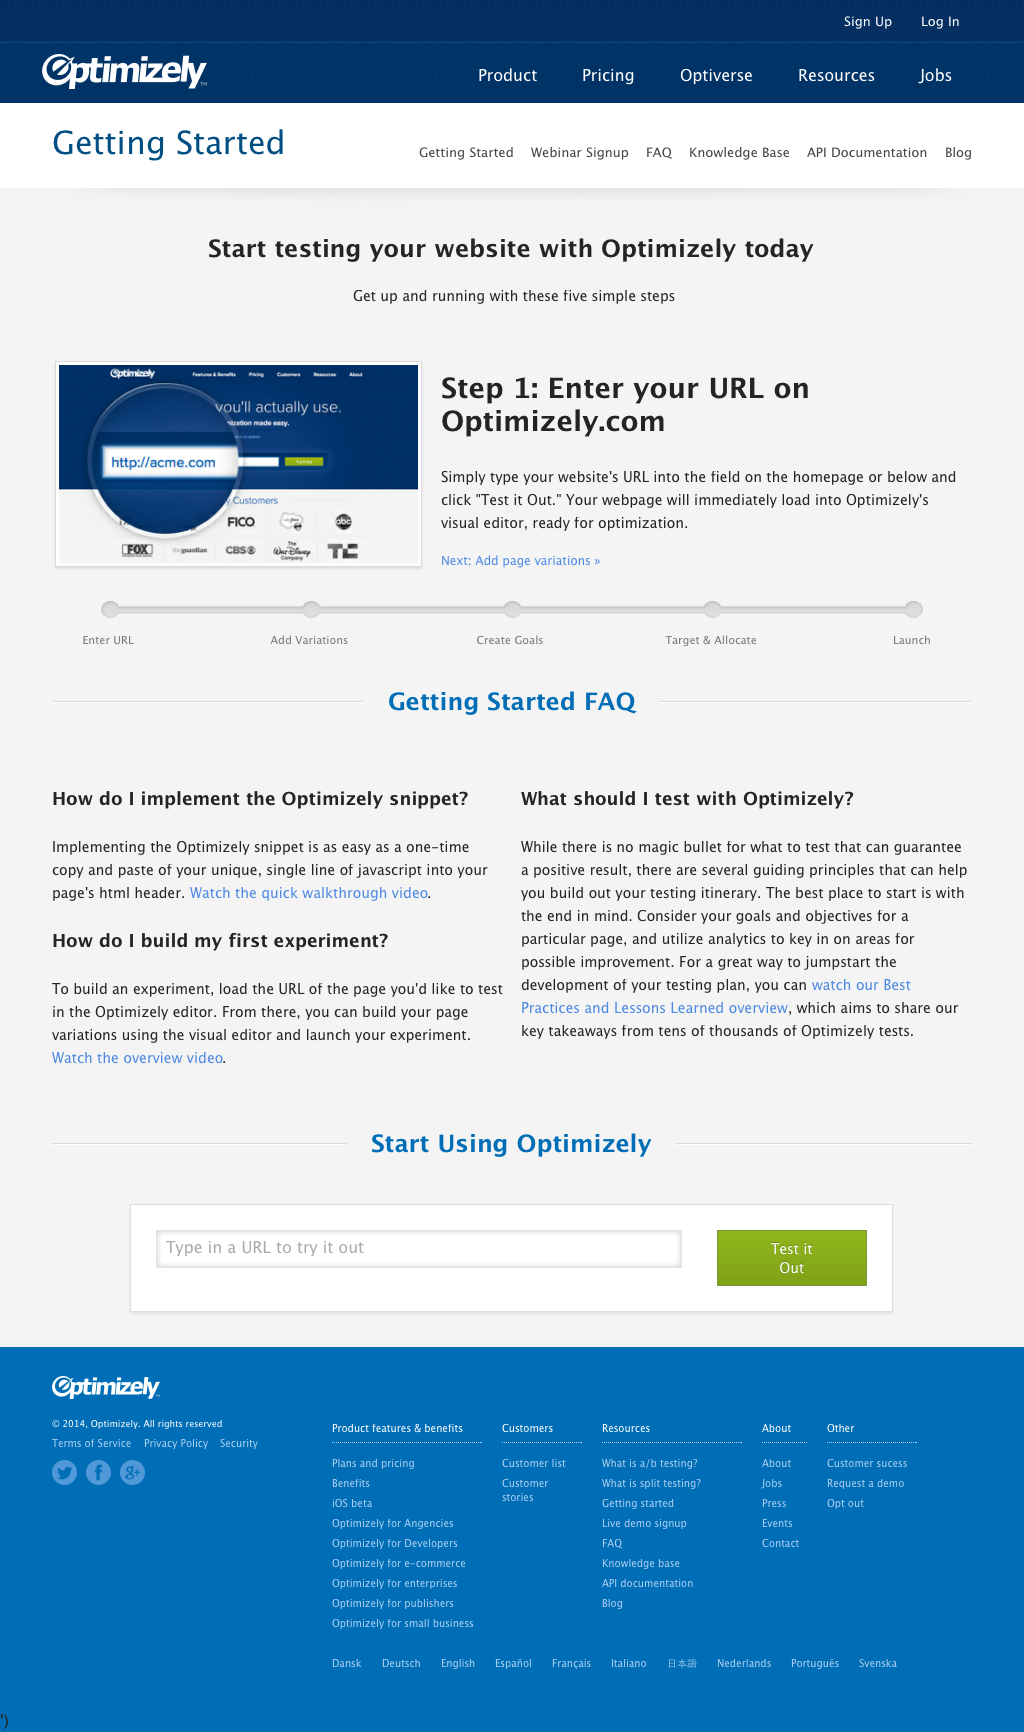 Sign Up Log In
Optimizely Product Pricing Optiverse Resources Jobs
Getting Started
Getting Started Webinar Signup FAQ Knowledge Base API Documentation Blog
Start testing your website with Optimizely today
Get up and running with these five simple steps
Optimizely Features & Benefits Pricing Customers Resources About
you'll actually use.
ization made easy.
http://acme.com
Customers
FICO abc
FOX theguardian CBS The Walt Disney Company TC
Step 1: Enter your URL on
Optimizely.com
Simply type your website's URL into the field on the homepage or below and
click "Test it Out." Your webpage will immediately load into Optimizely's
visual editor, ready for optimization.
Next: Add page variations »
Enter URL Add Variations Create Goals Target & Allocate Launch
Getting Started FAQ
How do I implement the Optimizely snippet?
Implementing the Optimizely snippet is as easy as a one-time
copy and paste of your unique, single line of javascript into your
page's html header. Watch the quick walkthrough video.
How do I build my first experiment?
To build an experiment, load the URL of the page you'd like to test
in the Optimizely editor. From there, you can build your page
variations using the visual editor and launch your experiment.
Watch the overview video.
What should I test with Optimizely?
While there is no magic bullet for what to test that can guarantee
a positive result, there are several guiding principles that can help
you build out your testing itinerary. The best place to start is with
the end in mind. Consider your goals and objectives for a
particular page, and utilize analytics to key in on areas for
possible improvement. For a great way to jumpstart the
development of your testing plan, you can watch our Best
Practices and Lessons Learned overview, which aims to share our
key takeaways from tens of thousands of Optimizely tests.
Start Using Optimizely
Type in a URL to try it out
Test it
Out
Optimizely
© 2014, Optimizely. All rights reserved
Terms of Service Privacy Policy Security
Product features & benefits
Plans and pricing
Benefits
iOS beta
Optimizely for Angencies
Optimizely for Developers
Optimizely for e-commerce
Optimizely for enterprises
Optimizely for publishers
Optimizely for small business
Customers
Customer list
Customer
stories
Resources
What is a/b testing?
What is split testing?
Getting started
Live demo signup
FAQ
Knowledge base
API documentation
Blog
About
About
Jobs
Press
Events
Contact
Other
Customer sucess
Request a demo
Opt out
Dansk Deutsch English Español Français Italiano 日本語 Nederlands Português Svenska
')